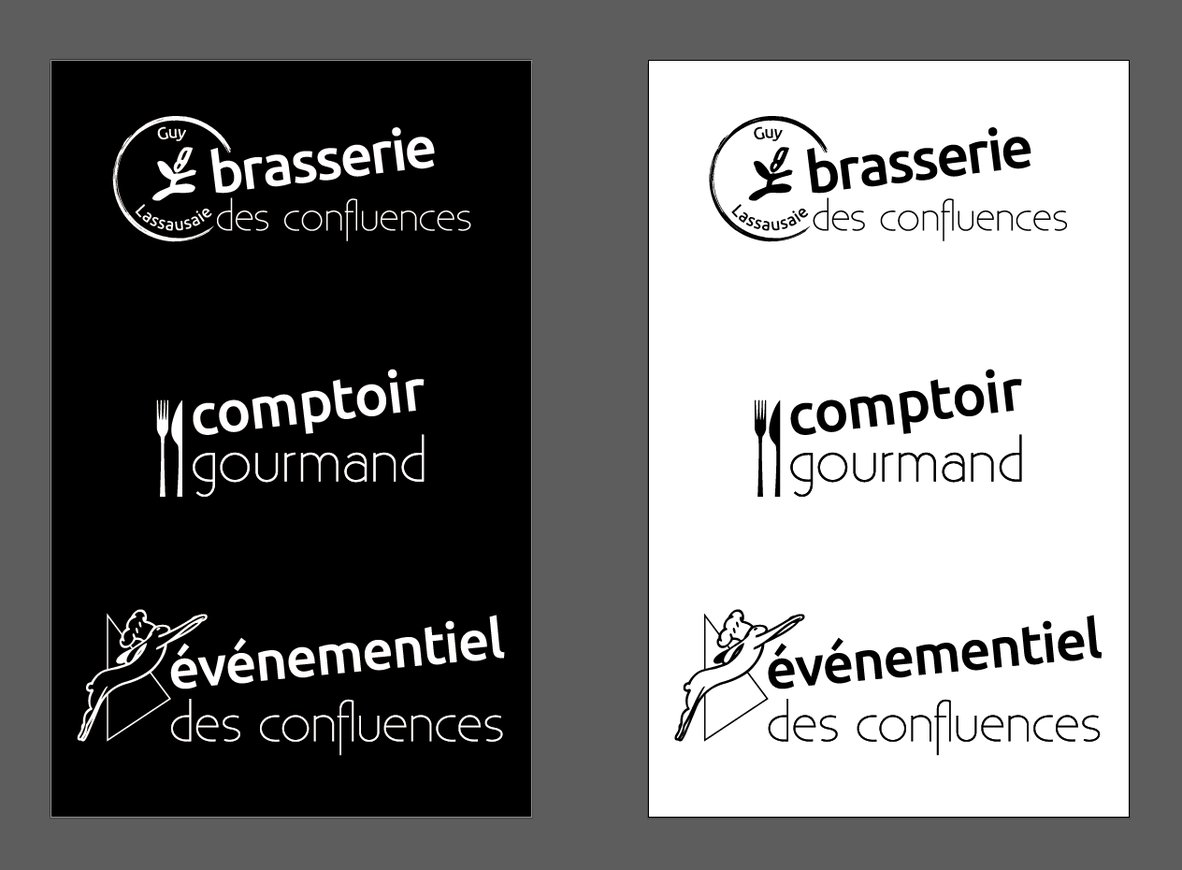 Guy
brasserie
Lassausaie
des confluences
comptoir
gourmand
événementiel
des confluences
Guy
brasserie
Lassausaie
des confluences
comptoir
gourmand
événementiel
des confluences